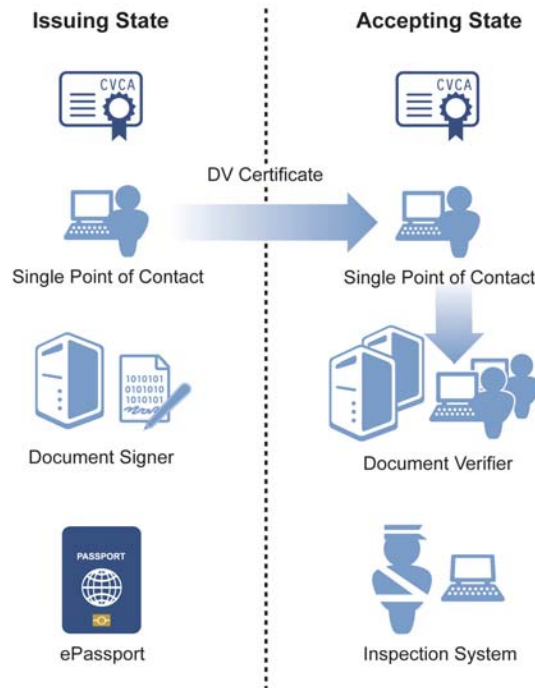 Issuing State
Accepting State
CVCA
CVCA
DV Certificate
Single Point of Contact
Single Point of Contact
1010101
010101
1010101
Document Signer
Document Verifier
PASSPORT
ePassport
Inspection System